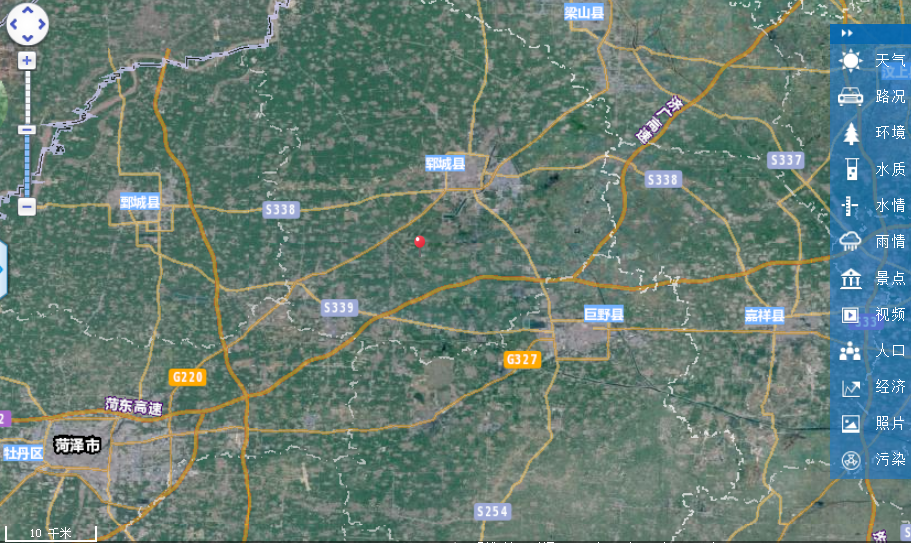 梁山县
天气
汶上
路况
济广高速
环境
S337
郓城县
水质
S338
鄄城县
水情
S338
雨情
景点
S339
巨野县
嘉祥县
视频
G327
人口
G220
经济
菏东高速
照片
菏泽市
牡丹区
污染
S254
10 千米